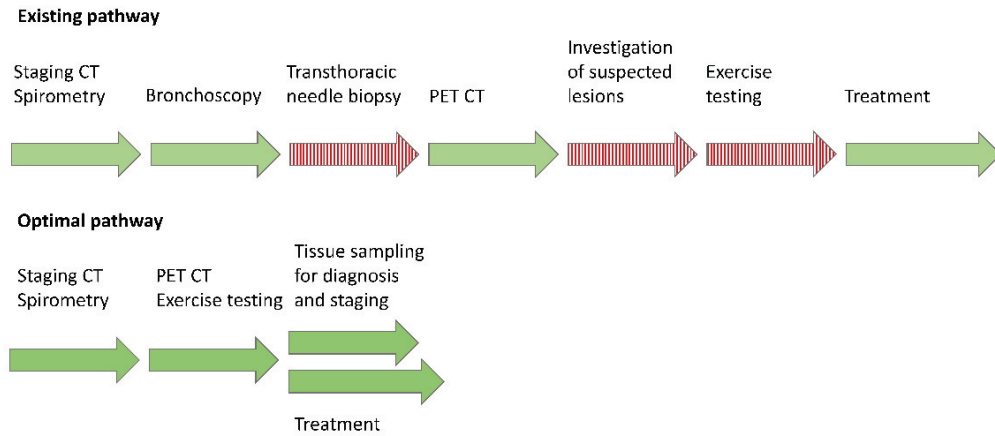 Existing pathway
Staging CT
Spirometry
Bronchoscopy
Transthoracic
needle biopsy
PET CT
Investigation
of suspected
lesions
Exercise
testing
Treatment
Optimal pathway
Staging CT
Spirometry
PET CT
Exercise testing
Tissue sampling
for diagnosis
and staging
Treatment